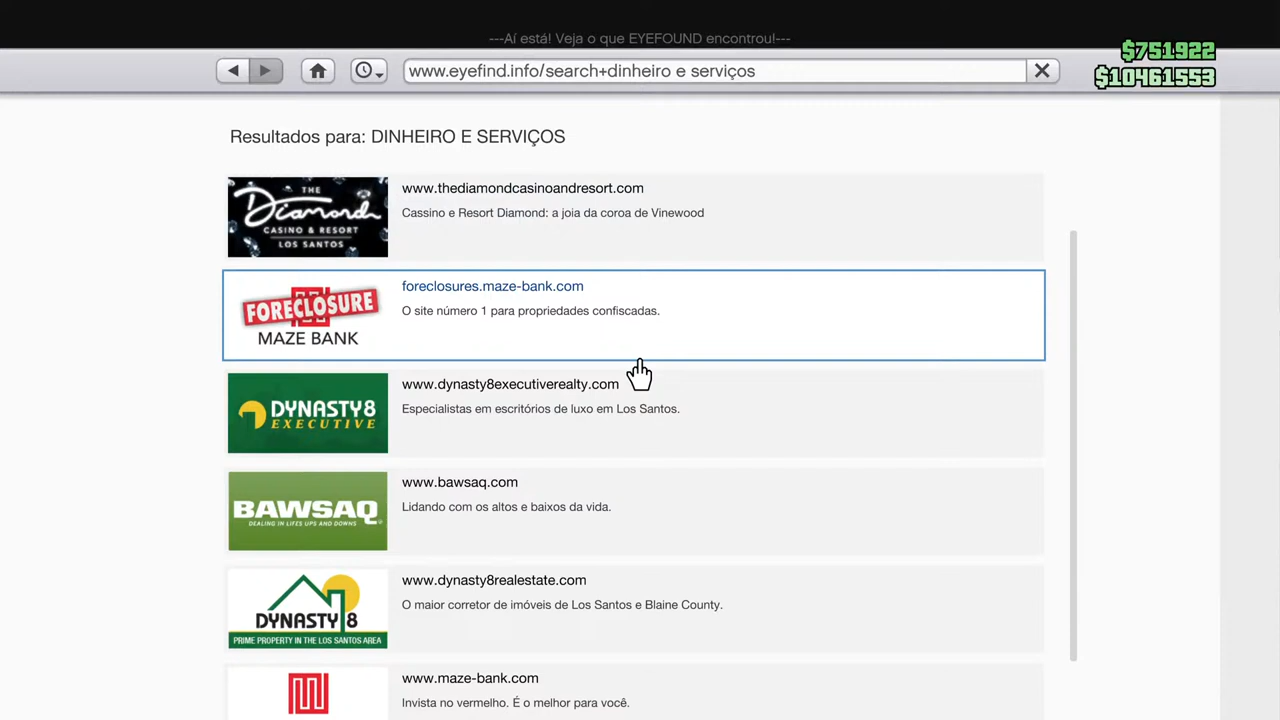 ---Aí está! Veja o que EYEFOUND encontrou!---
$751922
www.eyefind.info/search+dinheiro e serviços
$10461553
Resultados para: DINHEIRO E SERVIÇOS
THE
Diamond
CASINO & RESORT
LOS SANTOS
www.thediamondcasinoandresort.com
Cassino e Resort Diamond: a joia da coroa de Vinewood
FORECLOSURE
MAZE BANK
foreclosures.maze-bank.com
O site número 1 para propriedades confiscadas.
DYNASTY8
EXECUTIVE
www.dynasty8executiverealty.com
Especialistas em escritórios de luxo em Los Santos.
BAWSAQ
DEALING IN LIFES UPS AND DOWNS
www.bawsaq.com
Lidando com os altos e baixos da vida.
DYNASTY 8
PRIME PROPERTY IN THE LOS SANTOS AREA
www.dynasty8realestate.com
O maior corretor de imóveis de Los Santos e Blaine County.
www.maze-bank.com
Invista no vermelho. É o melhor para você.